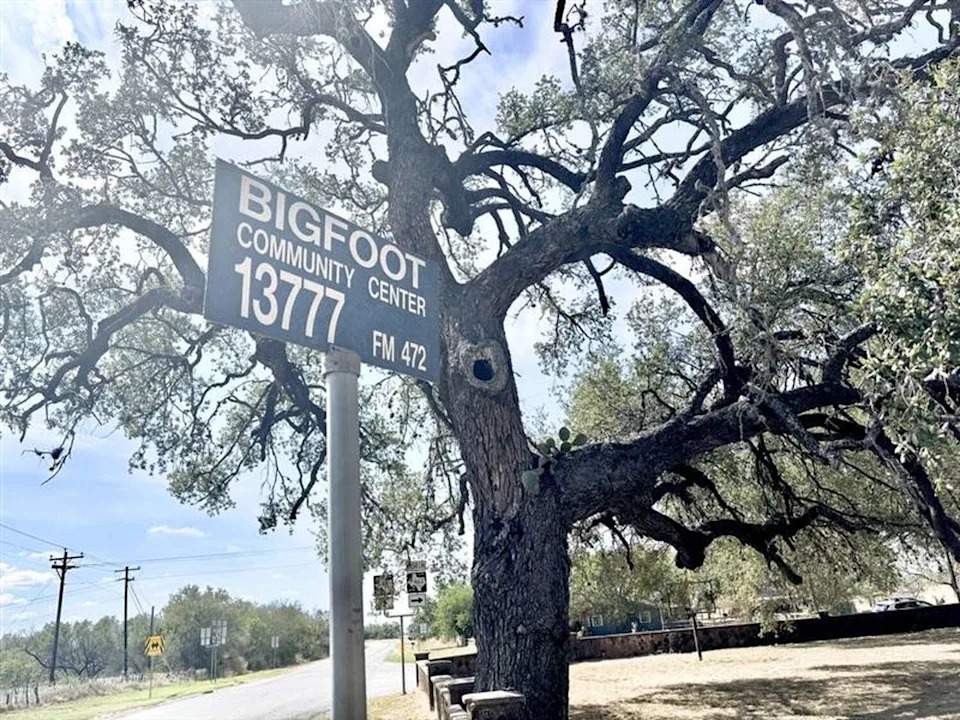 BIGFOOT
COMMUNITY CENTER
13777 FM 472